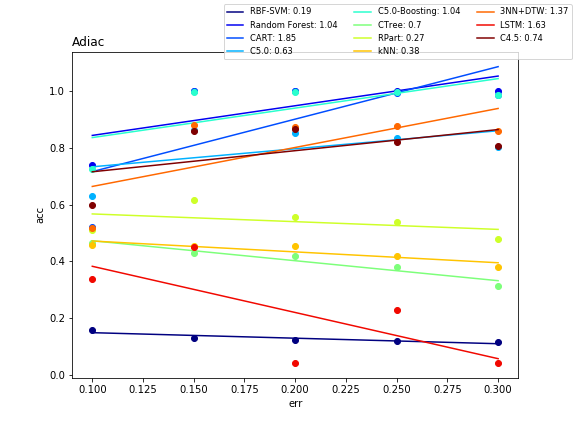 RBF-SVM: 0.19
Random Forest: 1.04
CART: 1.85
C5.0: 0.63
C5.0-Boosting: 1.04
CTree: 0.7
RPart: 0.27
kNN: 0.38
3NN+DTW: 1.37
LSTM: 1.63
C4.5: 0.74
Adiac
acc
1.0
0.8
0.6
0.4
0.2
0.0
0.100 0.125 0.150 0.175 0.200 0.225 0.250 0.275 0.300
err